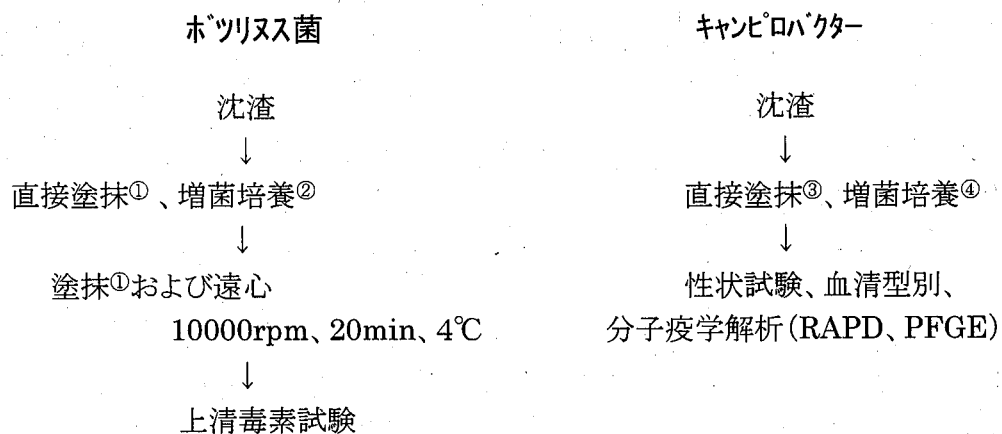 ボツリヌス菌
沈渣
↓
直接塗抹①、増菌培養②
↓
塗抹①および遠心
10000rpm、20min、4℃
↓
上清毒素試験
キャンピロバクター
沈渣
↓
直接塗抹③、増菌培養④
↓
性状試験、血清型別、
分子疫学解析(RAPD、PFGE)